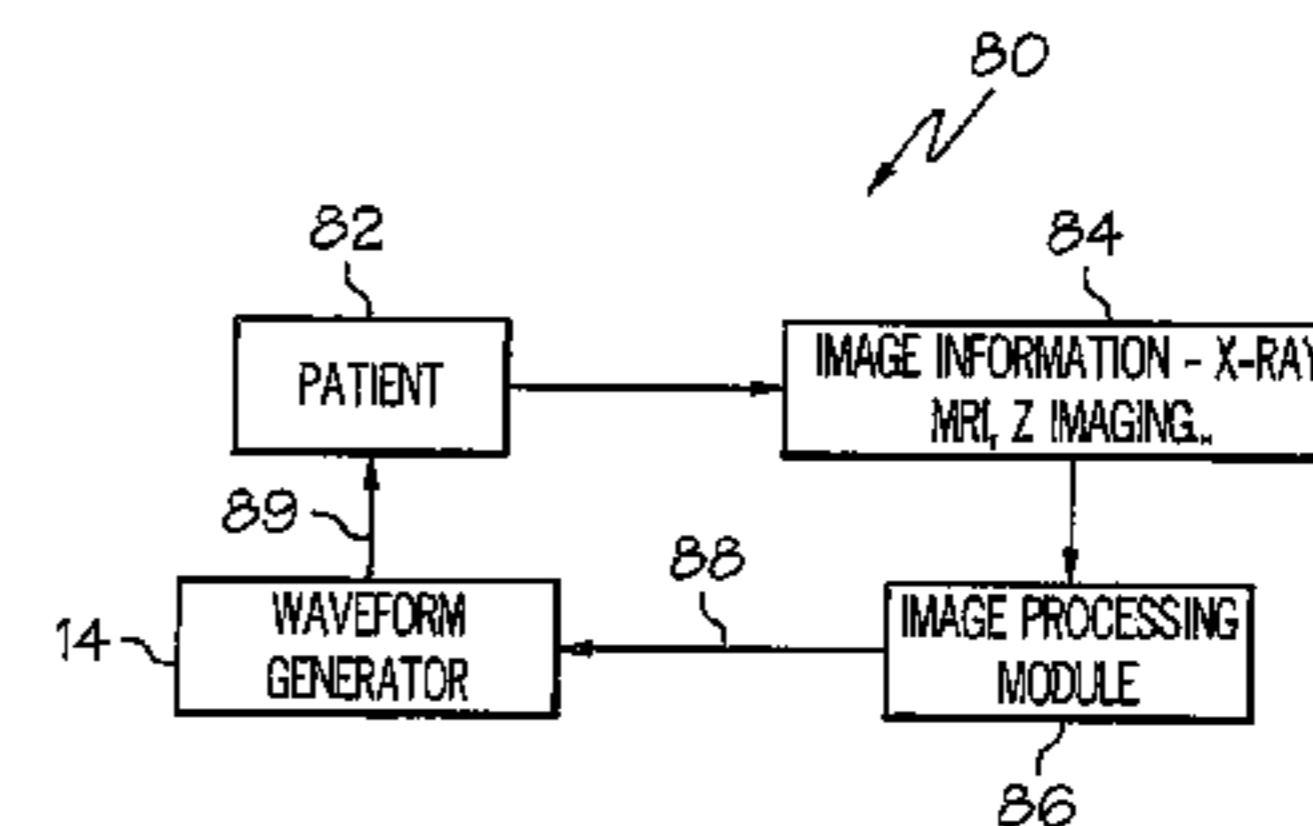 80
82
84
PATIENT
IMAGE INFORMATION - X-RAY
MRI, Z IMAGING..
89
88
14
WAVEFORM
GENERATOR
IMAGE PROCESSING
MODULE
86